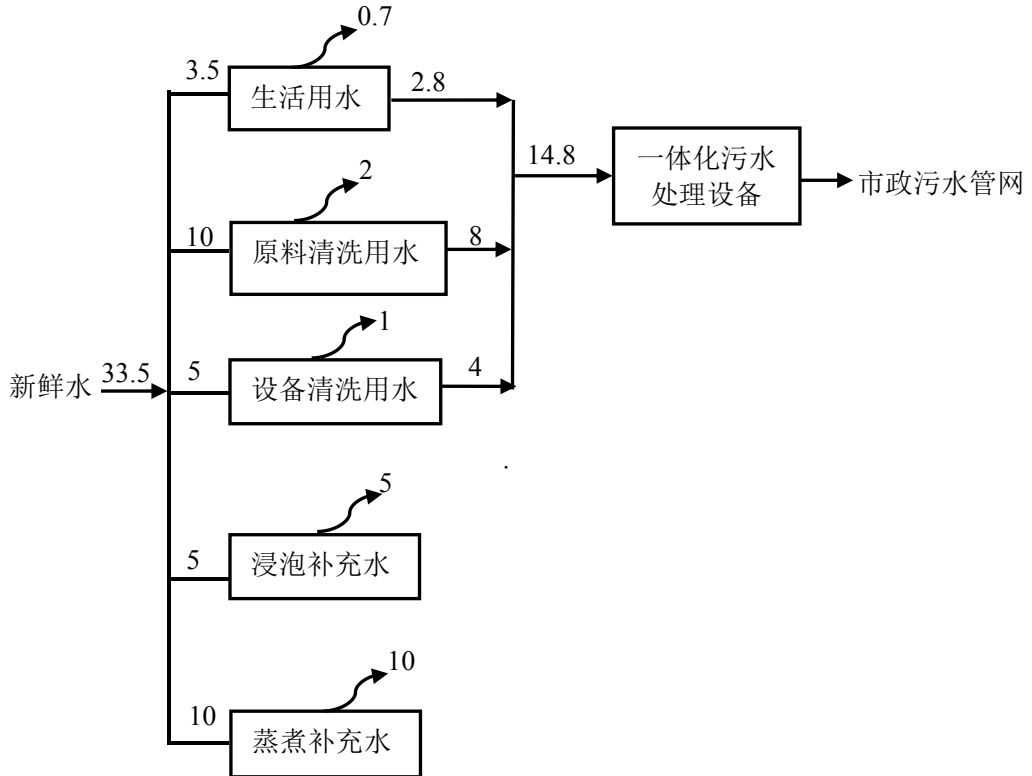 0.7
3.5
生活用水
2.8
14.8
一体化污水
处理设备
市政污水管网
2
10
原料清洗用水
8
1
新鲜水
33.5
5
设备清洗用水
4
5
5
浸泡补充水
10
10
蒸煮补充水